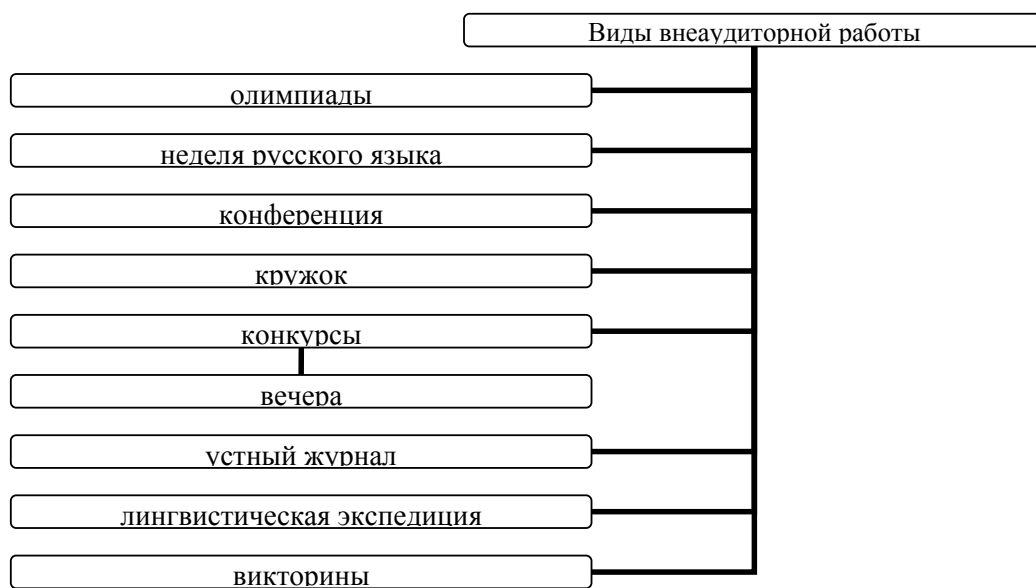 Виды внеаудиторной работы
олимпиады
неделя русского языка
конференция
кружок
конкурсы
вечера
устный журнал
лингвистическая экспедиция
викторины